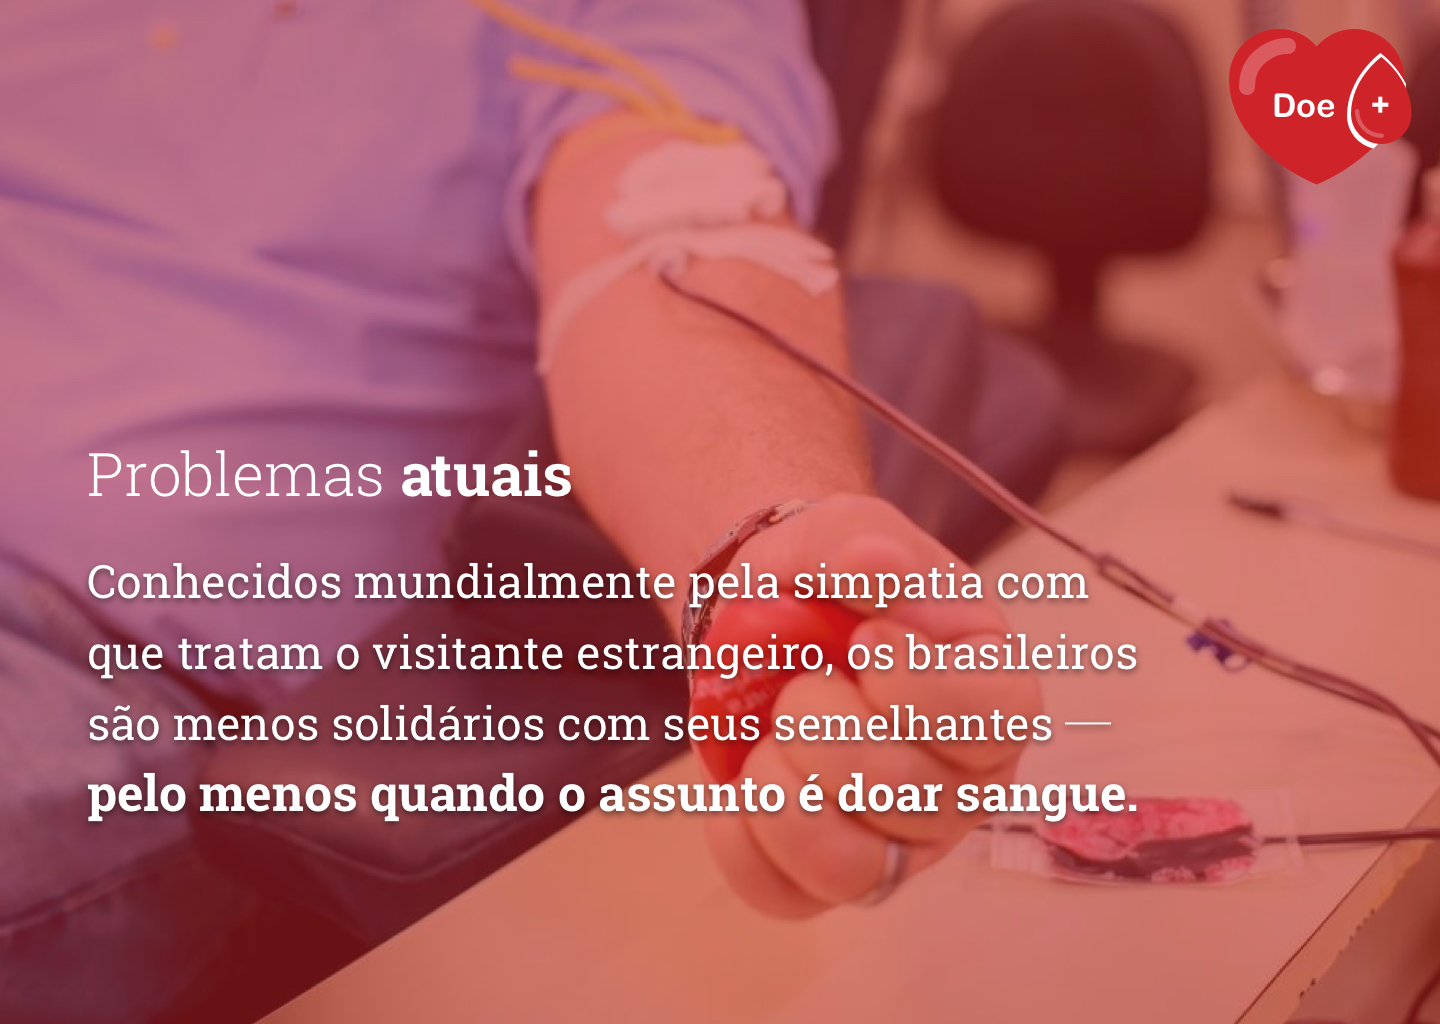 Doe +
Problemas atuais
Conhecidos mundialmente pela simpatia com
que tratam o visitante estrangeiro, os brasileiros
são menos solidários com seus semelhantes —
pelo menos quando o assunto é doar sangue.